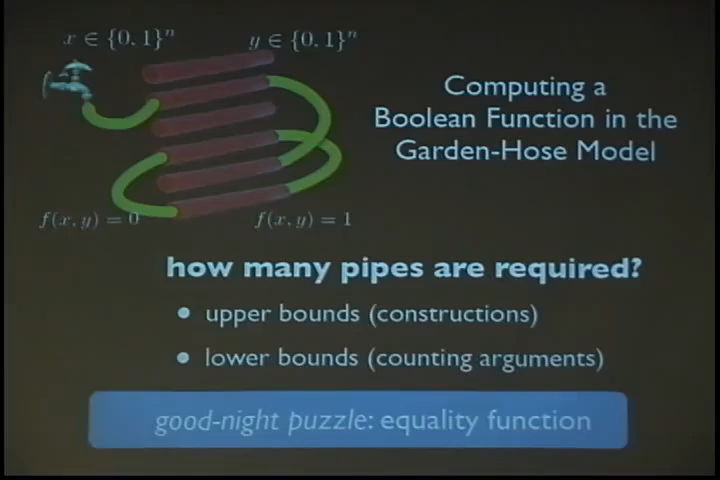 x ∈ {0, 1}ⁿ
y ∈ {0, 1}ⁿ
Computing a
Boolean Function in the
Garden-Hose Model
f(x, y) = 0
f(x, y) = 1
how many pipes are required?
• upper bounds (constructions)
• lower bounds (counting arguments)
good-night puzzle: equality function